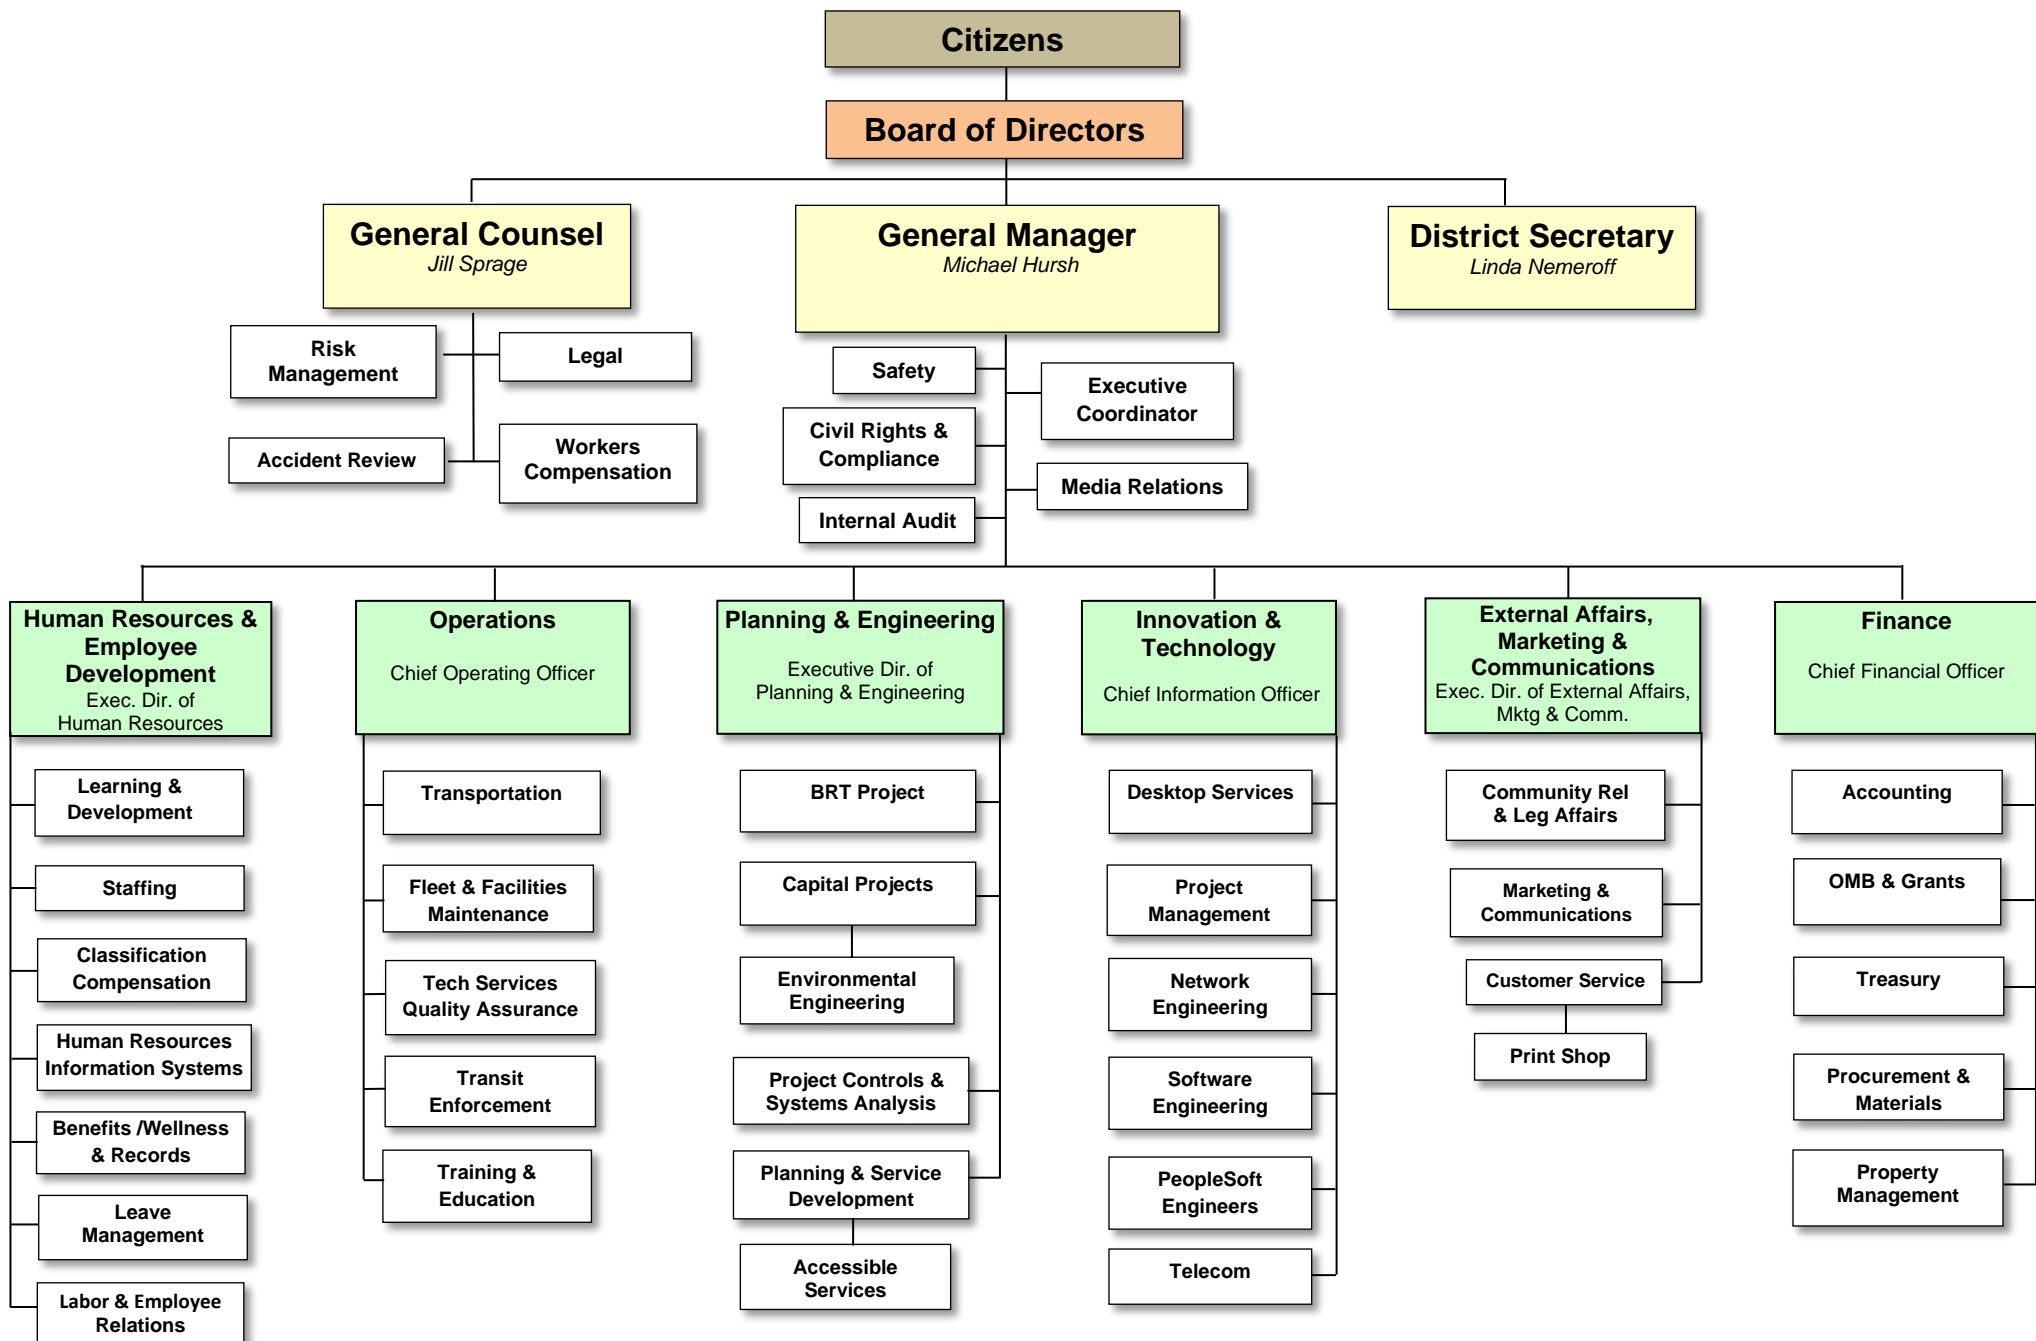 Citizens
Board of Directors
General Counsel
Jill Sprage
General Manager
Michael Hursh
District Secretary
Linda Nemeroff
Risk
Management
Legal
Accident Review
Workers
Compensation
Safety
Executive
Coordinator
Civil Rights &
Compliance
Media Relations
Internal Audit
Human Resources &
Employee
Development
Exec. Dir. of
Human Resources
Learning &
Development
Staffing
Classification
Compensation
Human Resources
Information Systems
Benefits /Wellness
& Records
Leave
Management
Labor & Employee
Relations
Operations
Chief Operating Officer
Transportation
Fleet & Facilities
Maintenance
Tech Services
Quality Assurance
Transit
Enforcement
Training &
Education
Planning & Engineering
Executive Dir. of
Planning & Engineering
BRT Project
Capital Projects
Environmental
Engineering
Project Controls &
Systems Analysis
Planning & Service
Development
Accessible
Services
Innovation &
Technology
Chief Information Officer
Desktop Services
Project
Management
Network
Engineering
Software
Engineering
PeopleSoft
Engineers
Telecom
External Affairs,
Marketing &
Communications
Exec. Dir. of External Affairs,
Mktg & Comm.
Community Rel
& Leg Affairs
Marketing &
Communications
Customer Service
Print Shop
Finance
Chief Financial Officer
Accounting
OMB & Grants
Treasury
Procurement &
Materials
Property
Management